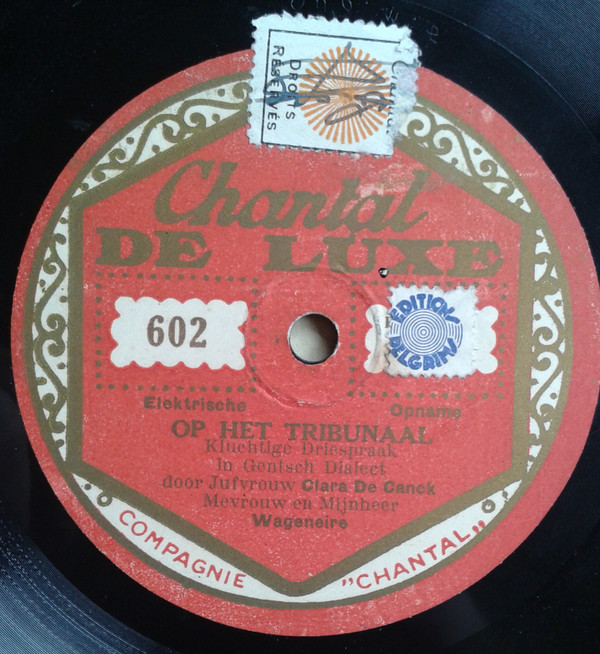 DROITS
RÉSERVÉS
Chantal
DE LUXE
602
EDITIONS
PELGRIMS
Elektrische Opname
OP HET TRIBUNAAL
Kluchtige Driespraak
in Gentsch Dialect
door Jufvrouw Clara De Canck
Mevrouw en Mijnheer
Wageneire
COMPAGNIE "CHANTAL"